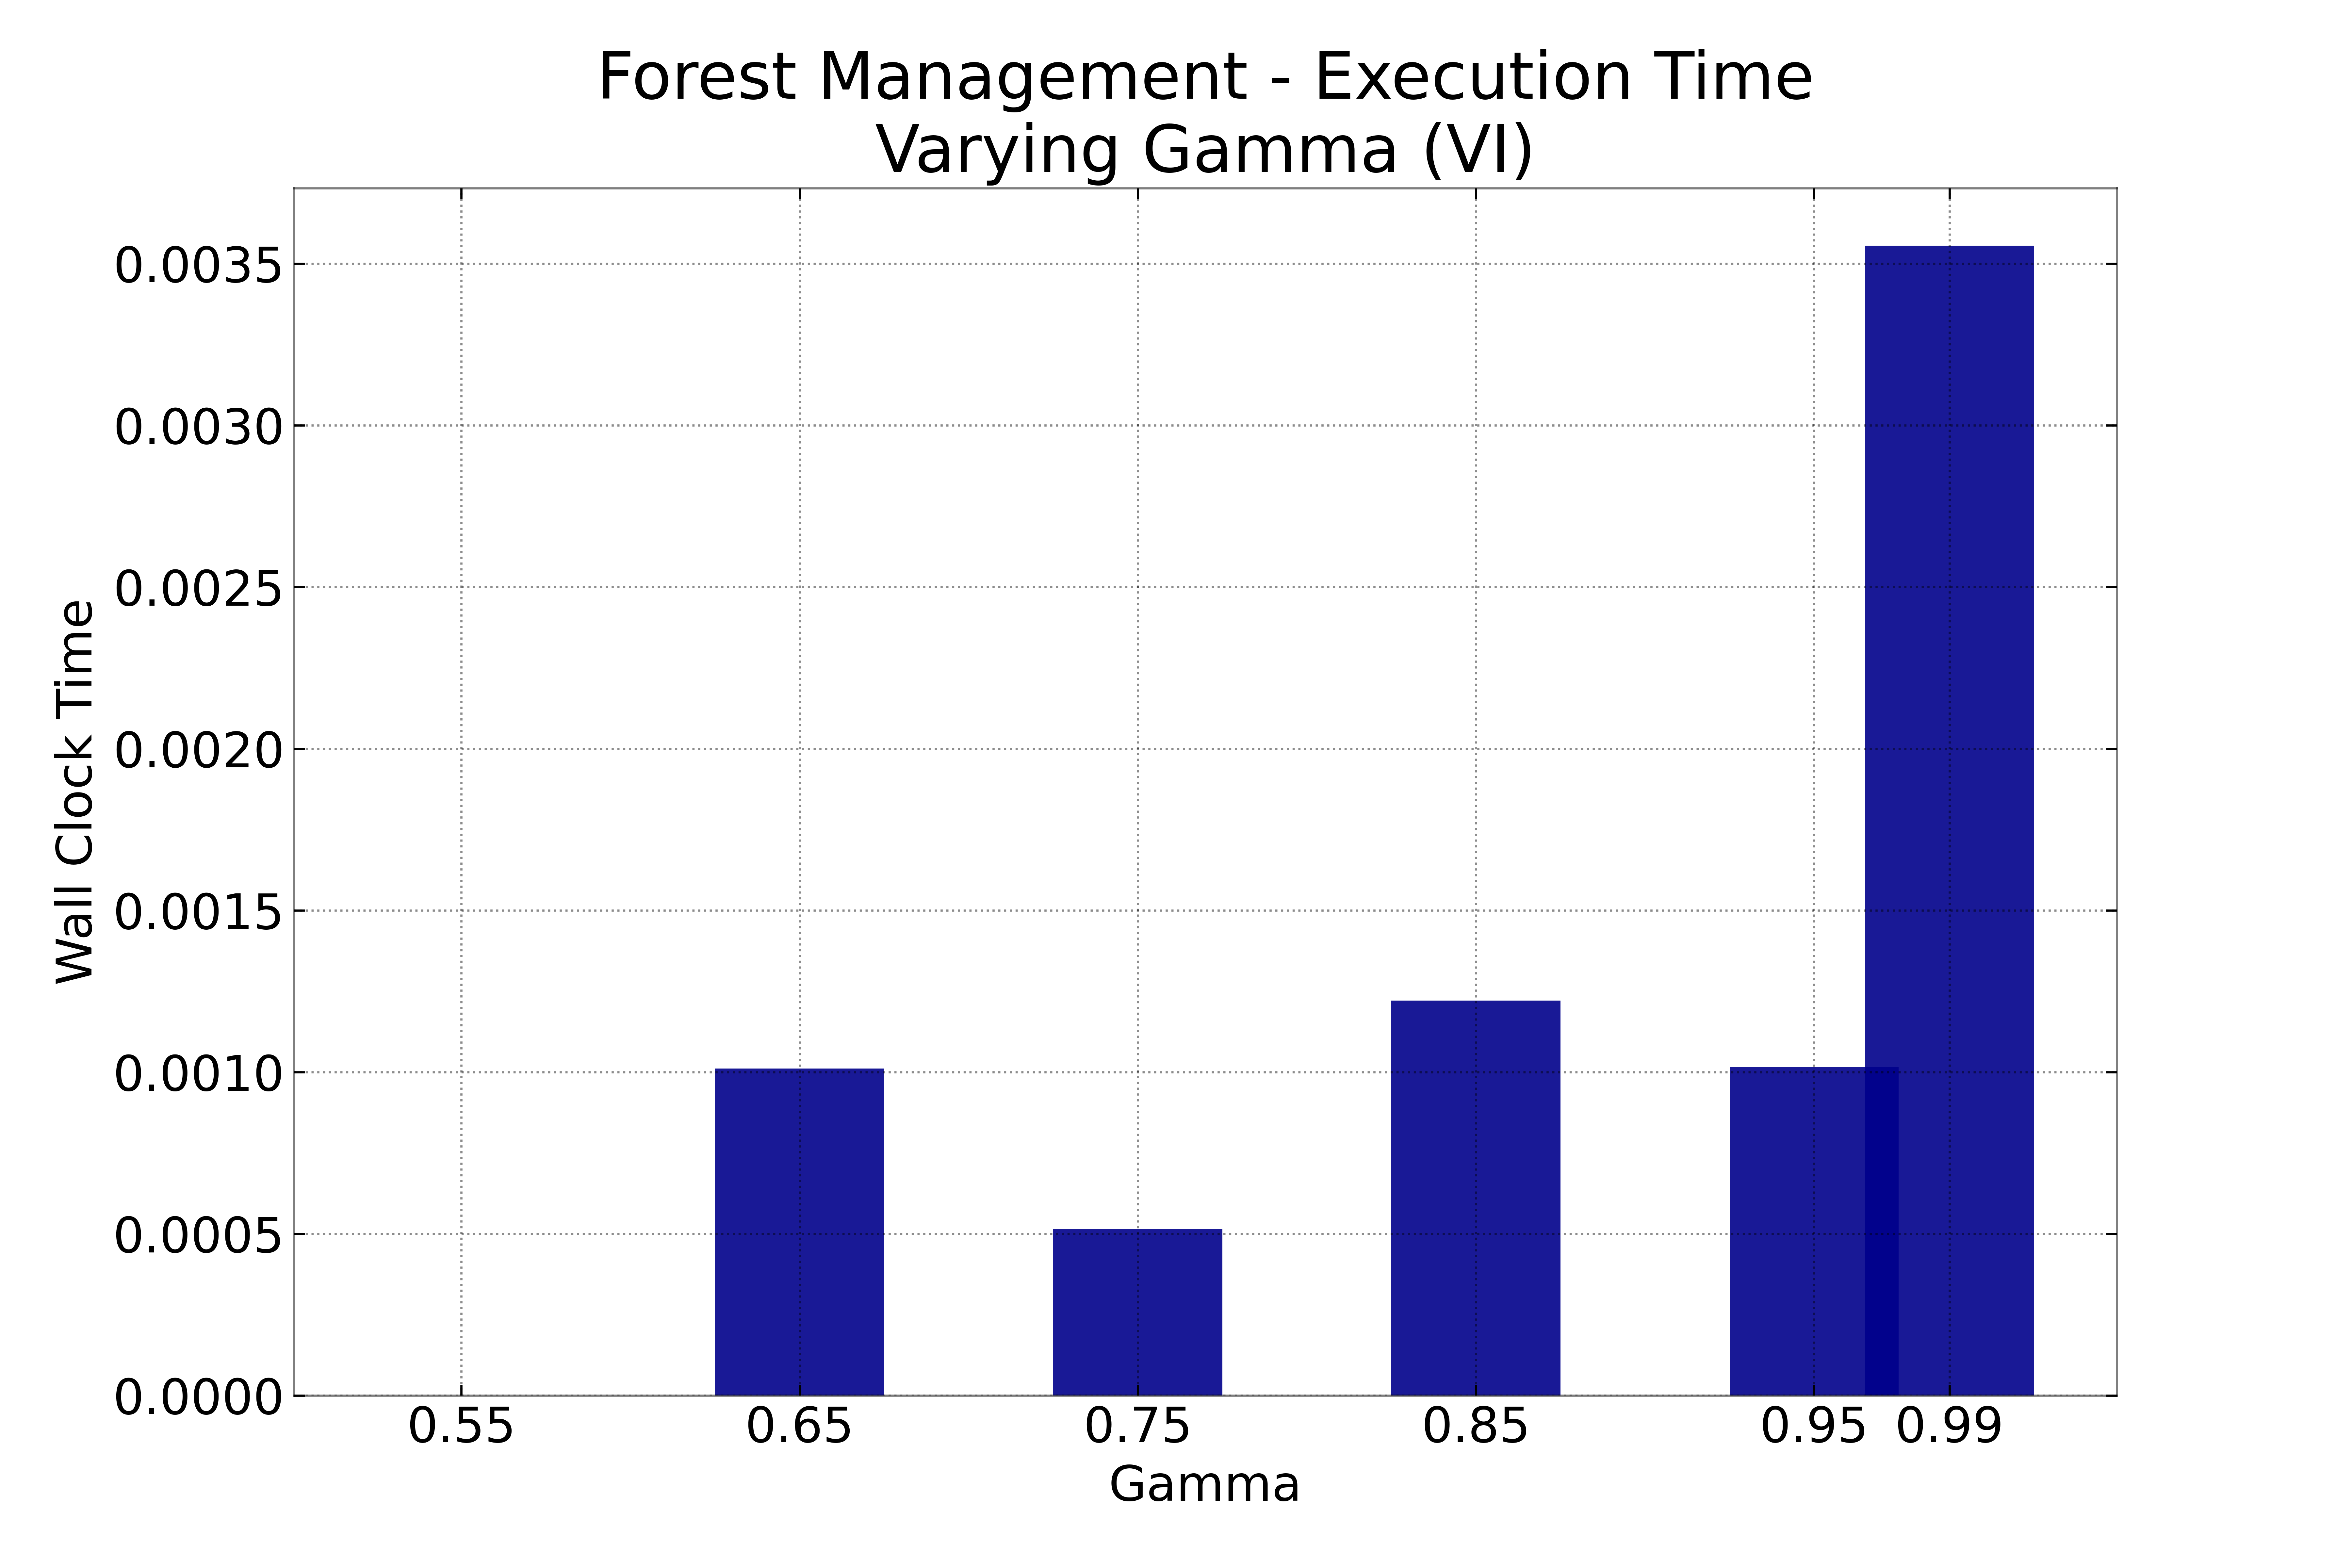 Forest Management - Execution Time
Varying Gamma (VI)
Wall Clock Time
0.0035
0.0030
0.0025
0.0020
0.0015
0.0010
0.0005
0.0000
0.55 0.65 0.75 0.85 0.95 0.99
Gamma